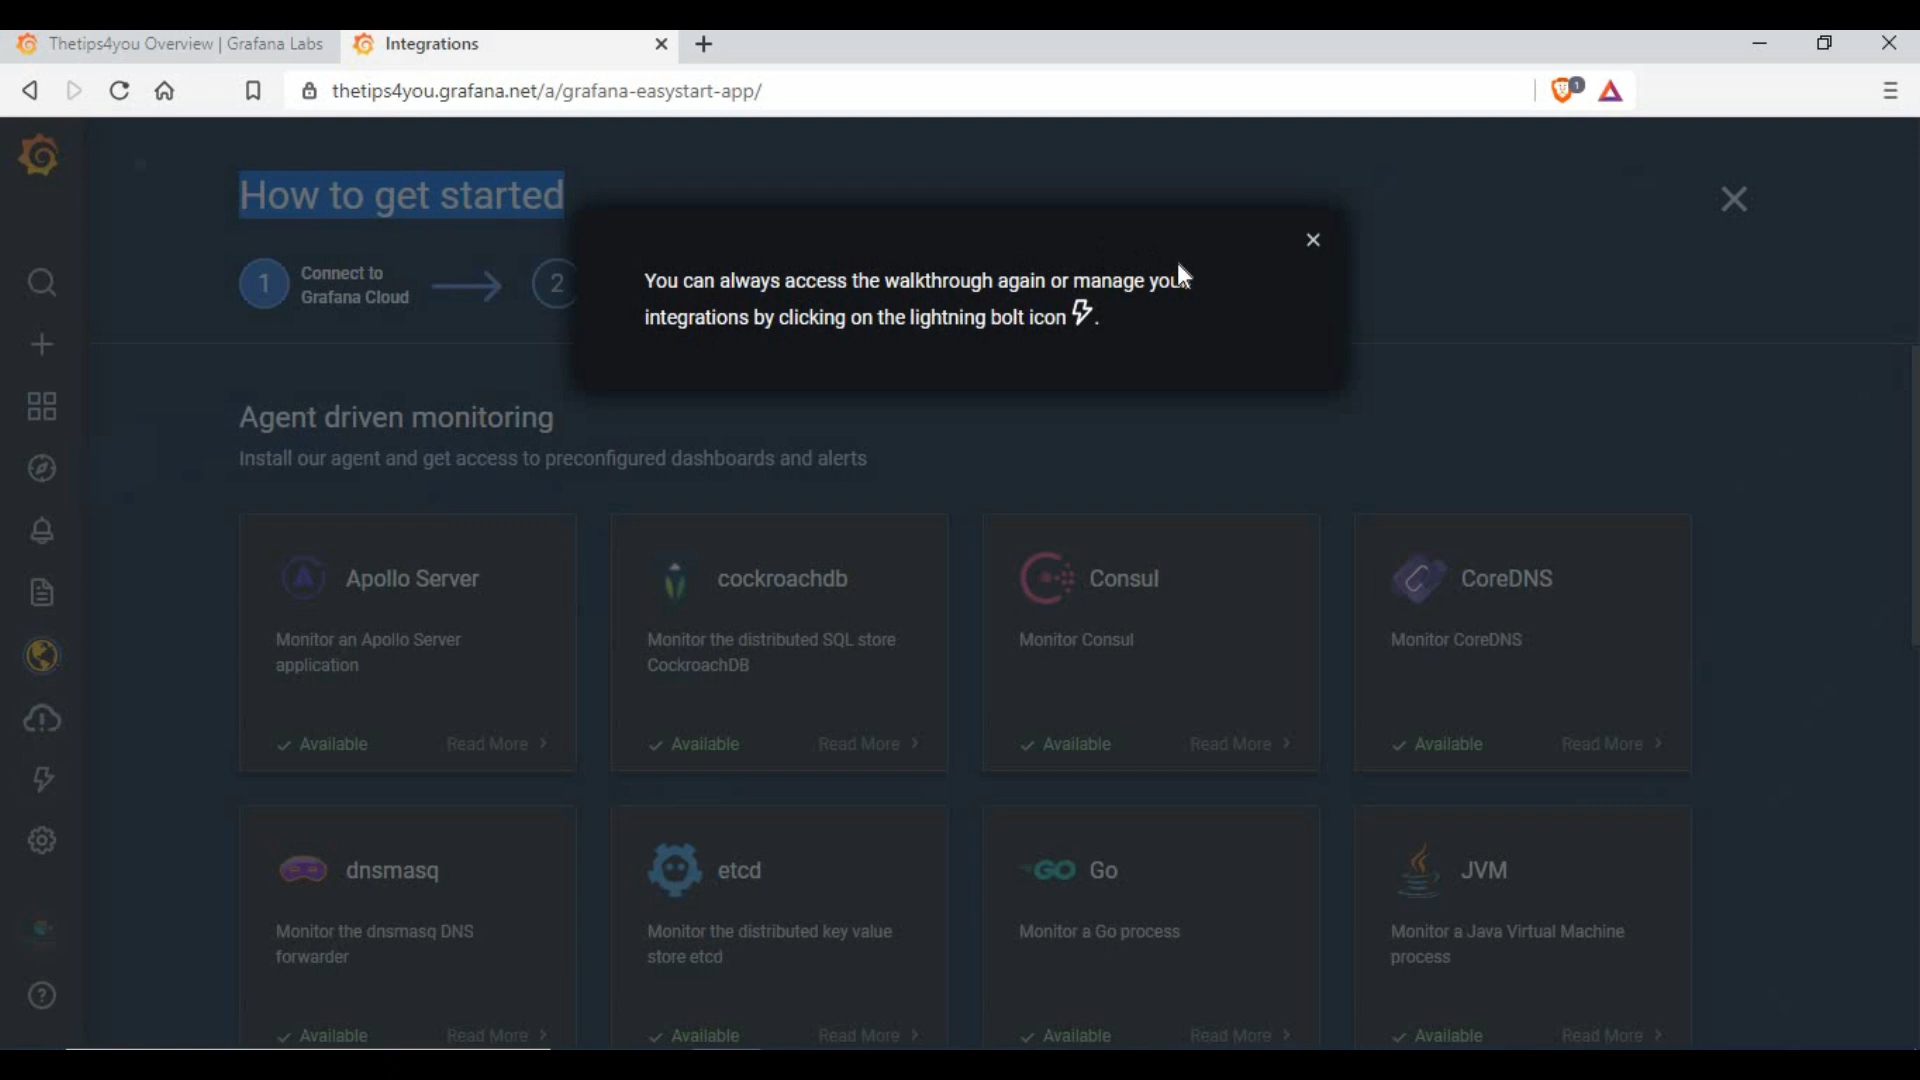 Thetips4you Overview | Grafana Labs
Integrations
thetips4you.grafana.net/a/grafana-easystart-app/
1
How to get started
1
Connect to
Grafana Cloud
2
You can always access the walkthrough again or manage your
integrations by clicking on the lightning bolt icon .
Agent driven monitoring
Install our agent and get access to preconfigured dashboards and alerts
Apollo Server
Monitor an Apollo Server
application
Available
Read More
cockroachdb
Monitor the distributed SQL store
CockroachDB
Available
Read More
Consul
Monitor Consul
Available
Read More
CoreDNS
Monitor CoreDNS
Available
Read More
dnsmasq
Monitor the dnsmasq DNS
forwarder
Available
Read More
etcd
Monitor the distributed key value
store etcd
Available
Read More
GO
Go
Monitor a Go process
Available
Read More
JVM
Monitor a Java Virtual Machine
process
Available
Read More